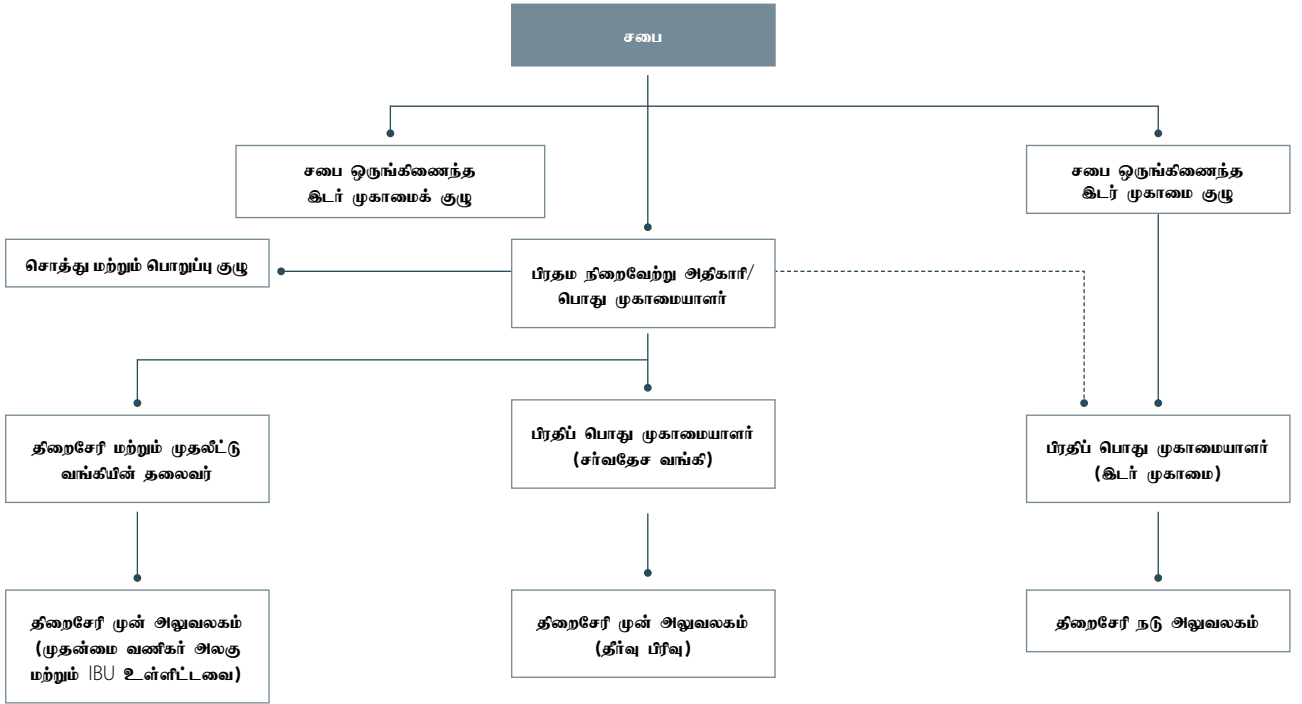 சபை
சபை ஒருங்கிணைந்த
இடர் முகாமைக் குழு
சபை ஒருங்கிணைந்த
இடர் முகாமை குழு
சொத்து மற்றும் பொறுப்பு குழு
பிரதம நிறைவேற்று அதிகாரி/
பொது முகாமையாளர்
திறைசேரி மற்றும் முதலீட்டு
வங்கியின் தலைவர்
பிரதிப் பொது முகாமையாளர்
(சர்வதேச வங்கி)
பிரதிப் பொது முகாமையாளர்
(இடர் முகாமை)
திறைசேரி முன் அலுவலகம்
(முதன்மை வணிகர் அலகு
மற்றும் IBU உள்ளிட்டவை)
திறைசேரி முன் அலுவலகம்
(தீர்வு பிரிவு)
திறைசேரி நடு அலுவலகம்